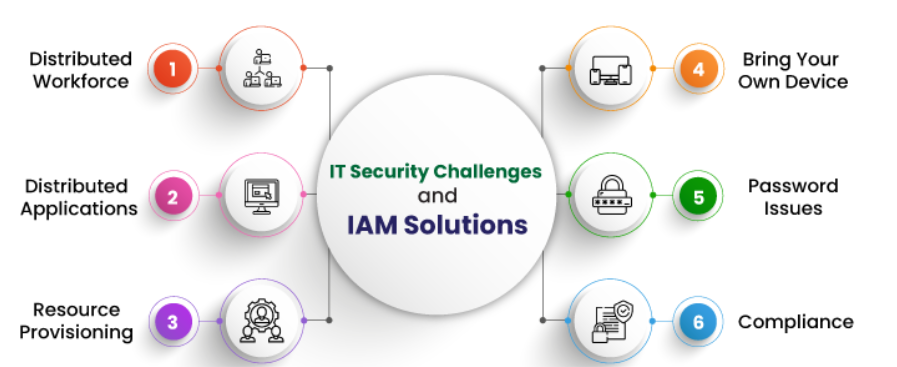 Distributed
Workforce
1
Distributed
Applications
2
Resource
Provisioning
3
IT Security Challenges
and
IAM Solutions
4
Bring Your
Own Device
5
Password
Issues
6
Compliance